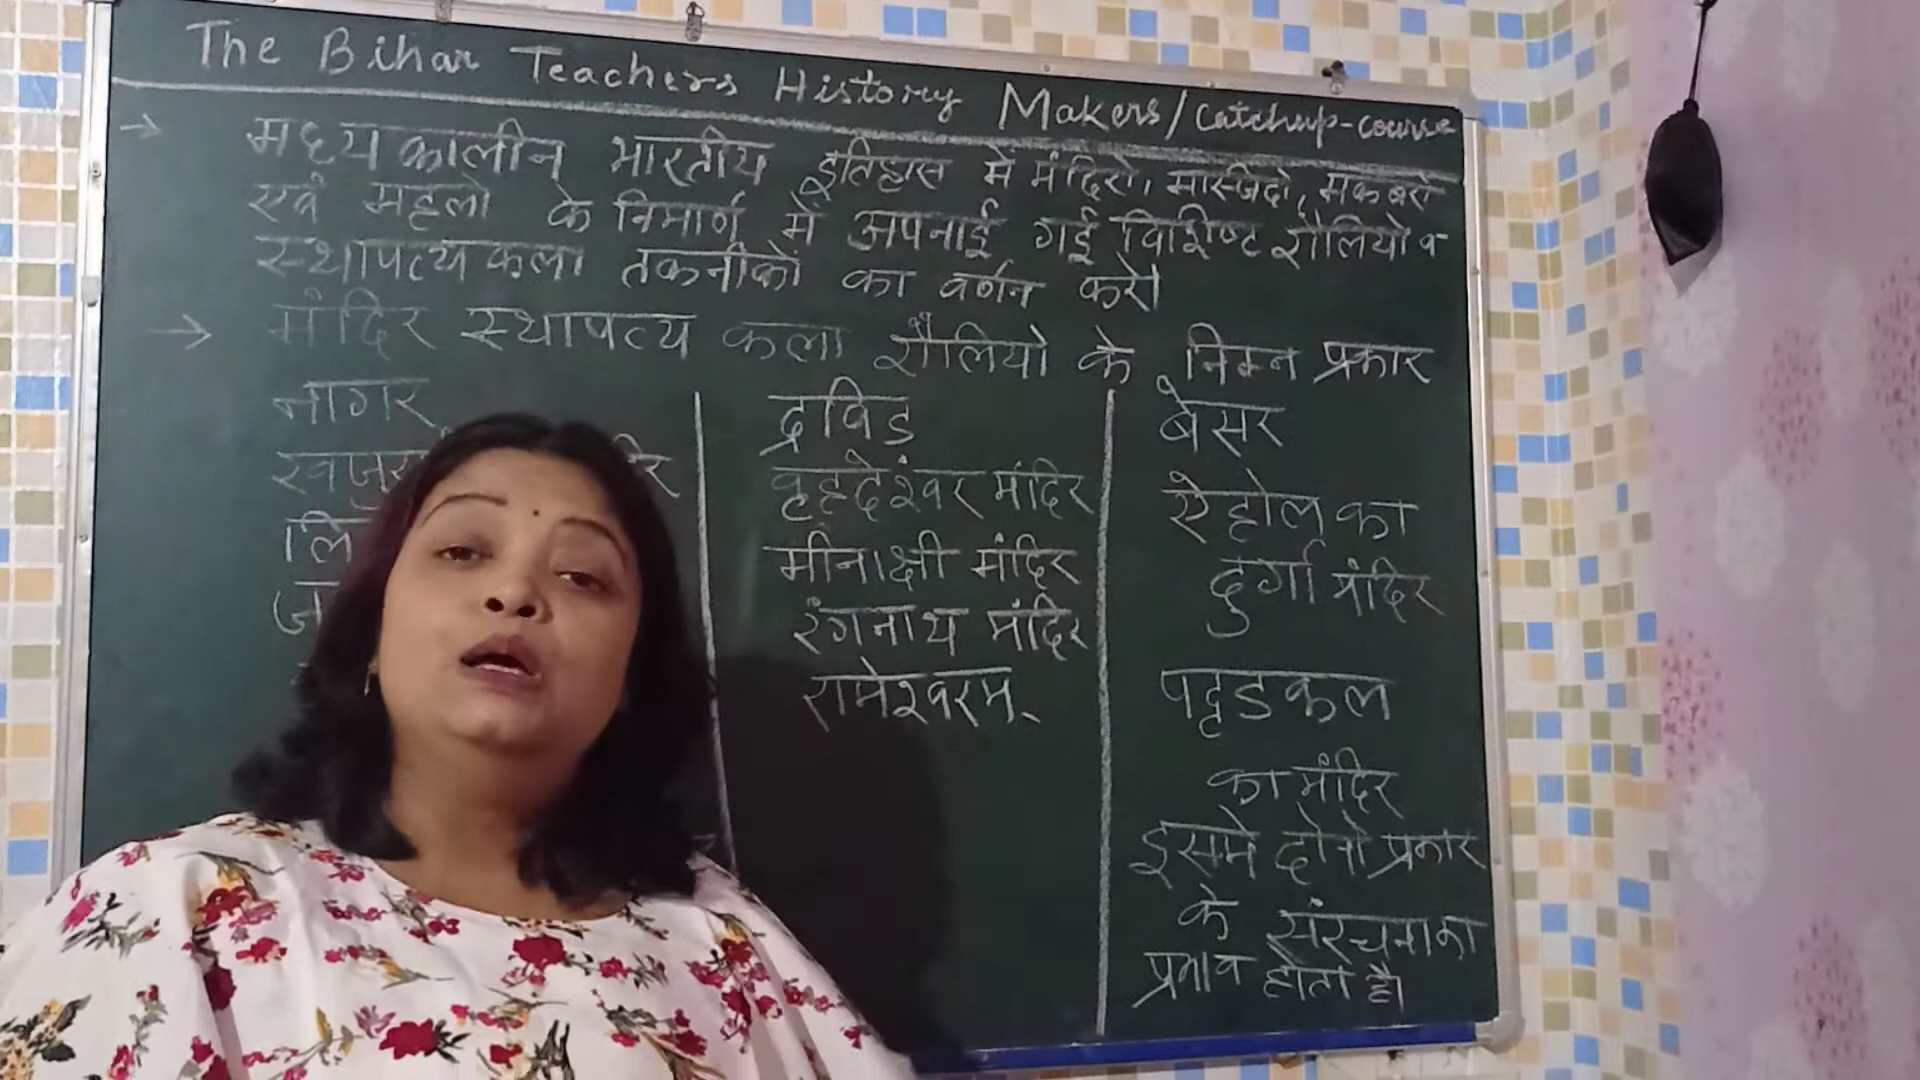 The Bihar Teachers History Makers/Catchup-course
→ मध्यकालीन भारतीय इतिहास में मंदिरो, मस्जिदो, मकबरो
एवं महलो के निमार्ण में अपनाई गई विशिष्ट शैलियो व
स्थापत्यकला तकनीको का वर्णन करे।
→ मंदिर स्थापत्य कला शैलियो के निम्न प्रकार
नागर
द्रविड
वृहदेश्वर मंदिर
मीनाक्षी मंदिर
रंगनाथ मंदिर
रामेश्वरम्
बेसर
ऐहोल का
दुर्गा मंदिर
पट्टडकल
का मंदिर
इसमे दोनो प्रकार
के संरचना का
प्रभाव होता है।